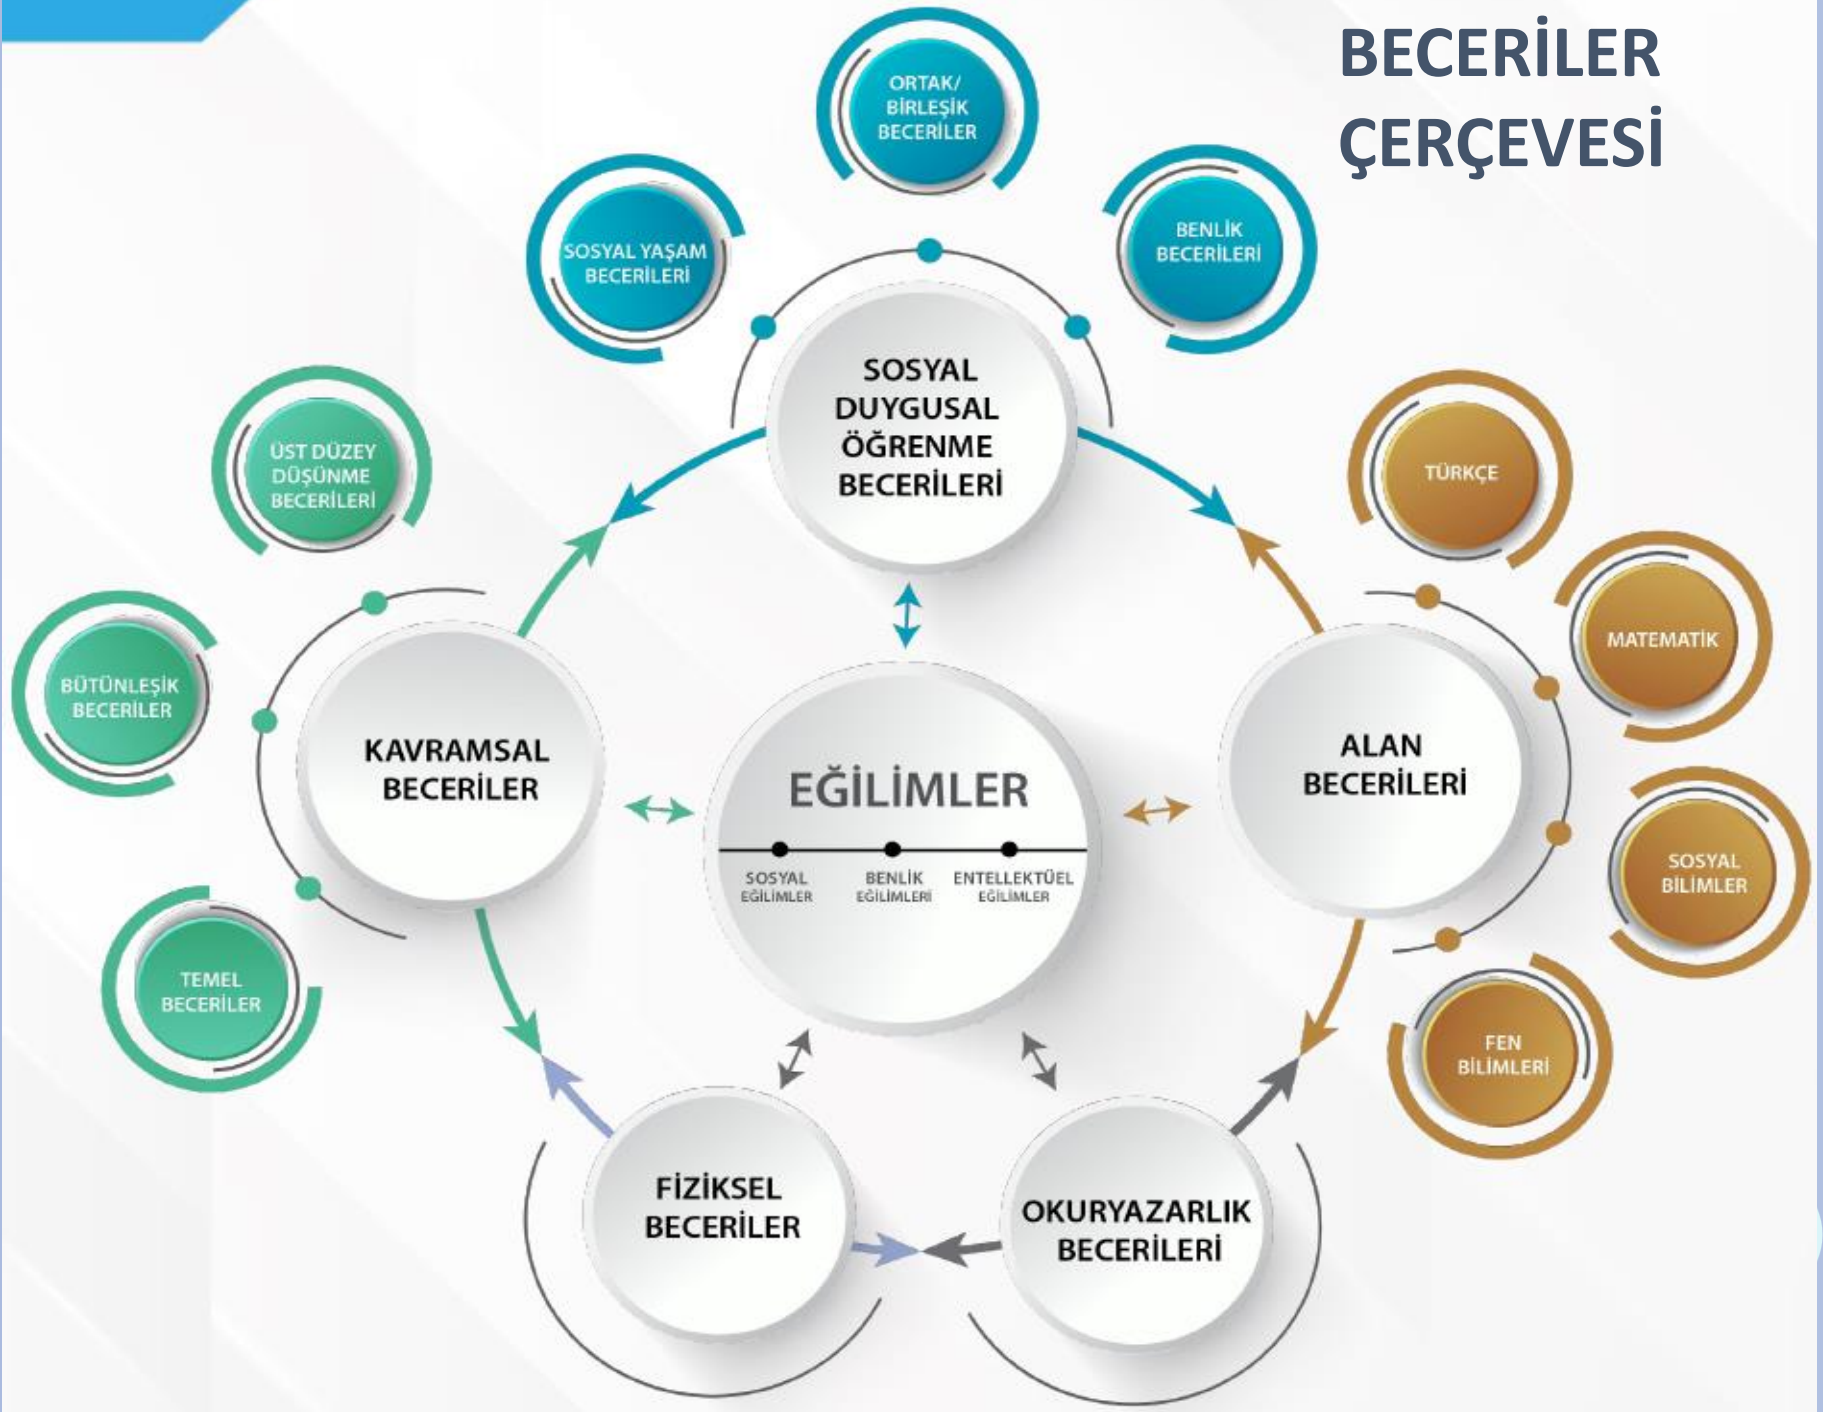 BECERİLER
ÇERÇEVESİ
ORTAK/
BİRLEŞİK
BECERİLER
SOSYAL YAŞAM
BECERİLERİ
BENLİK
BECERİLERİ
SOSYAL
DUYGUSAL
ÖĞRENME
BECERİLERİ
ÜST DÜZEY
DÜŞÜNME
BECERİLERİ
BÜTÜNLEŞİK
BECERİLER
TEMEL
BECERİLER
KAVRAMSAL
BECERİLER
EĞİLİMLER
SOSYAL
EĞİLİMLER
BENLİK
EĞİLİMLERİ
ENTELLEKTÜEL
EĞİLİMLER
ALAN
BECERİLERİ
TÜRKÇE
MATEMATİK
SOSYAL
BİLİMLER
FEN
BİLİMLERİ
FİZİKSEL
BECERİLER
OKURYAZARLIK
BECERİLERİ